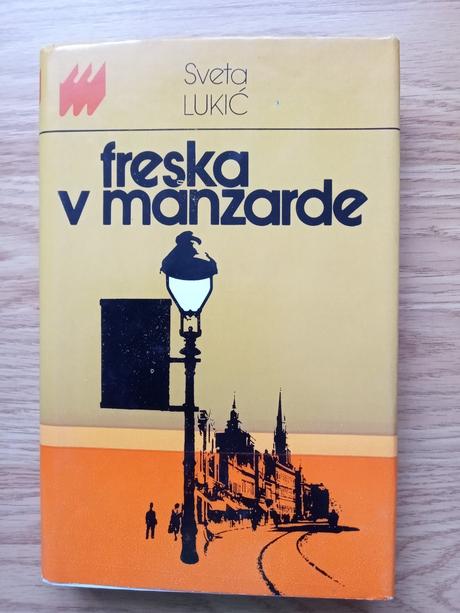 Sveta
LUKIĆ
freska
v manzarde